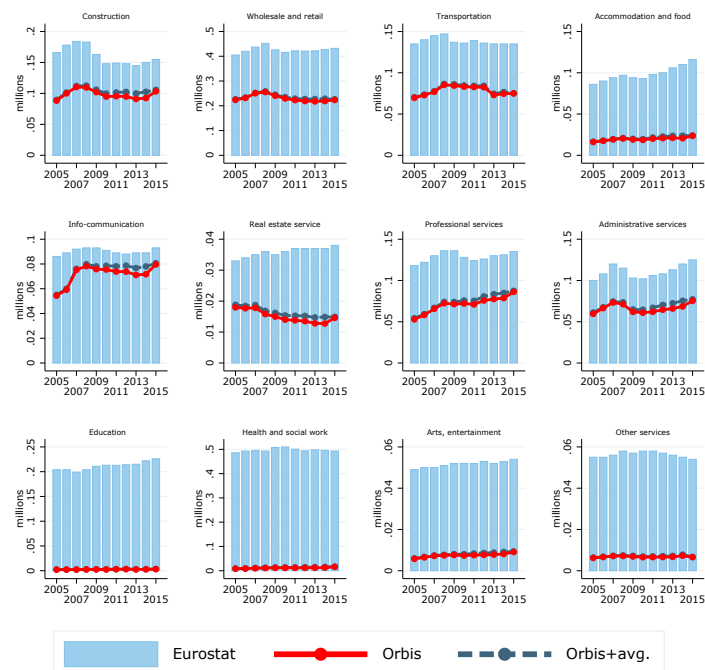 Construction
Wholesale and retail
Transportation
Accommodation and food
millions
0 .05 .1 .15 .2
2005 2009 2011 2015
2007 2013
millions
0 .1 .2 .3 .4 .5
2005 2009 2011 2015
2007 2013
millions
0 .05 .1 .15
2005 2009 2011 2015
2007 2013
millions
0 .05 .1 .15
2005 2009 2011 2015
2007 2013
Info-communication
Real estate service
Professional services
Administrative services
millions
0 .02 .04 .06 .08 .1
2005 2009 2011 2015
2007 2013
millions
0 .01 .02 .03 .04
2005 2009 2011 2015
2007 2013
millions
0 .05 .1 .15
2005 2009 2011 2015
2007 2013
millions
0 .05 .1 .15
2005 2009 2011 2015
2007 2013
Education
Health and social work
Arts, entertainment
Other services
millions
0 .05 .1 .15 .2 .25
2005 2009 2011 2015
2007 2013
millions
0 .1 .2 .3 .4 .5
2005 2009 2011 2015
2007 2013
millions
0 .02 .04 .06
2005 2009 2011 2015
2007 2013
millions
0 .02 .04 .06
2005 2009 2011 2015
2007 2013
Eurostat Orbis Orbis+avg.